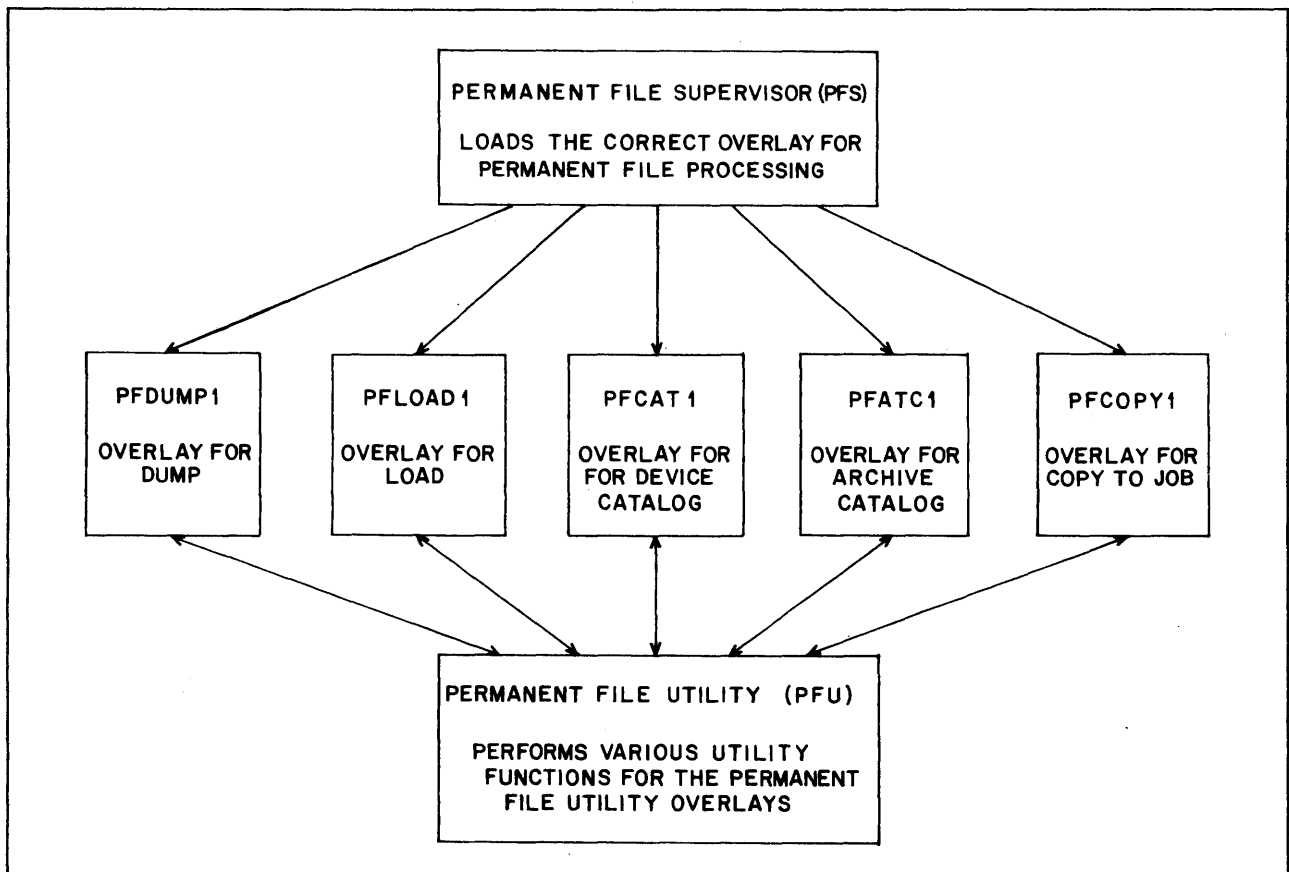 PERMANENT FILE SUPERVISOR (PFS)
LOADS THE CORRECT OVERLAY FOR
PERMANENT FILE PROCESSING
PFDUMP1
OVERLAY FOR
DUMP
PFLOAD1
OVERLAY FOR
LOAD
PFCAT1
OVERLAY FOR
FOR DEVICE
CATALOG
PFATC1
OVERLAY FOR
ARCHIVE
CATALOG
PFCOPY1
OVERLAY FOR
COPY TO JOB
PERMANENT FILE UTILITY (PFU)
PERFORMS VARIOUS UTILITY
FUNCTIONS FOR THE PERMANENT
FILE UTILITY OVERLAYS